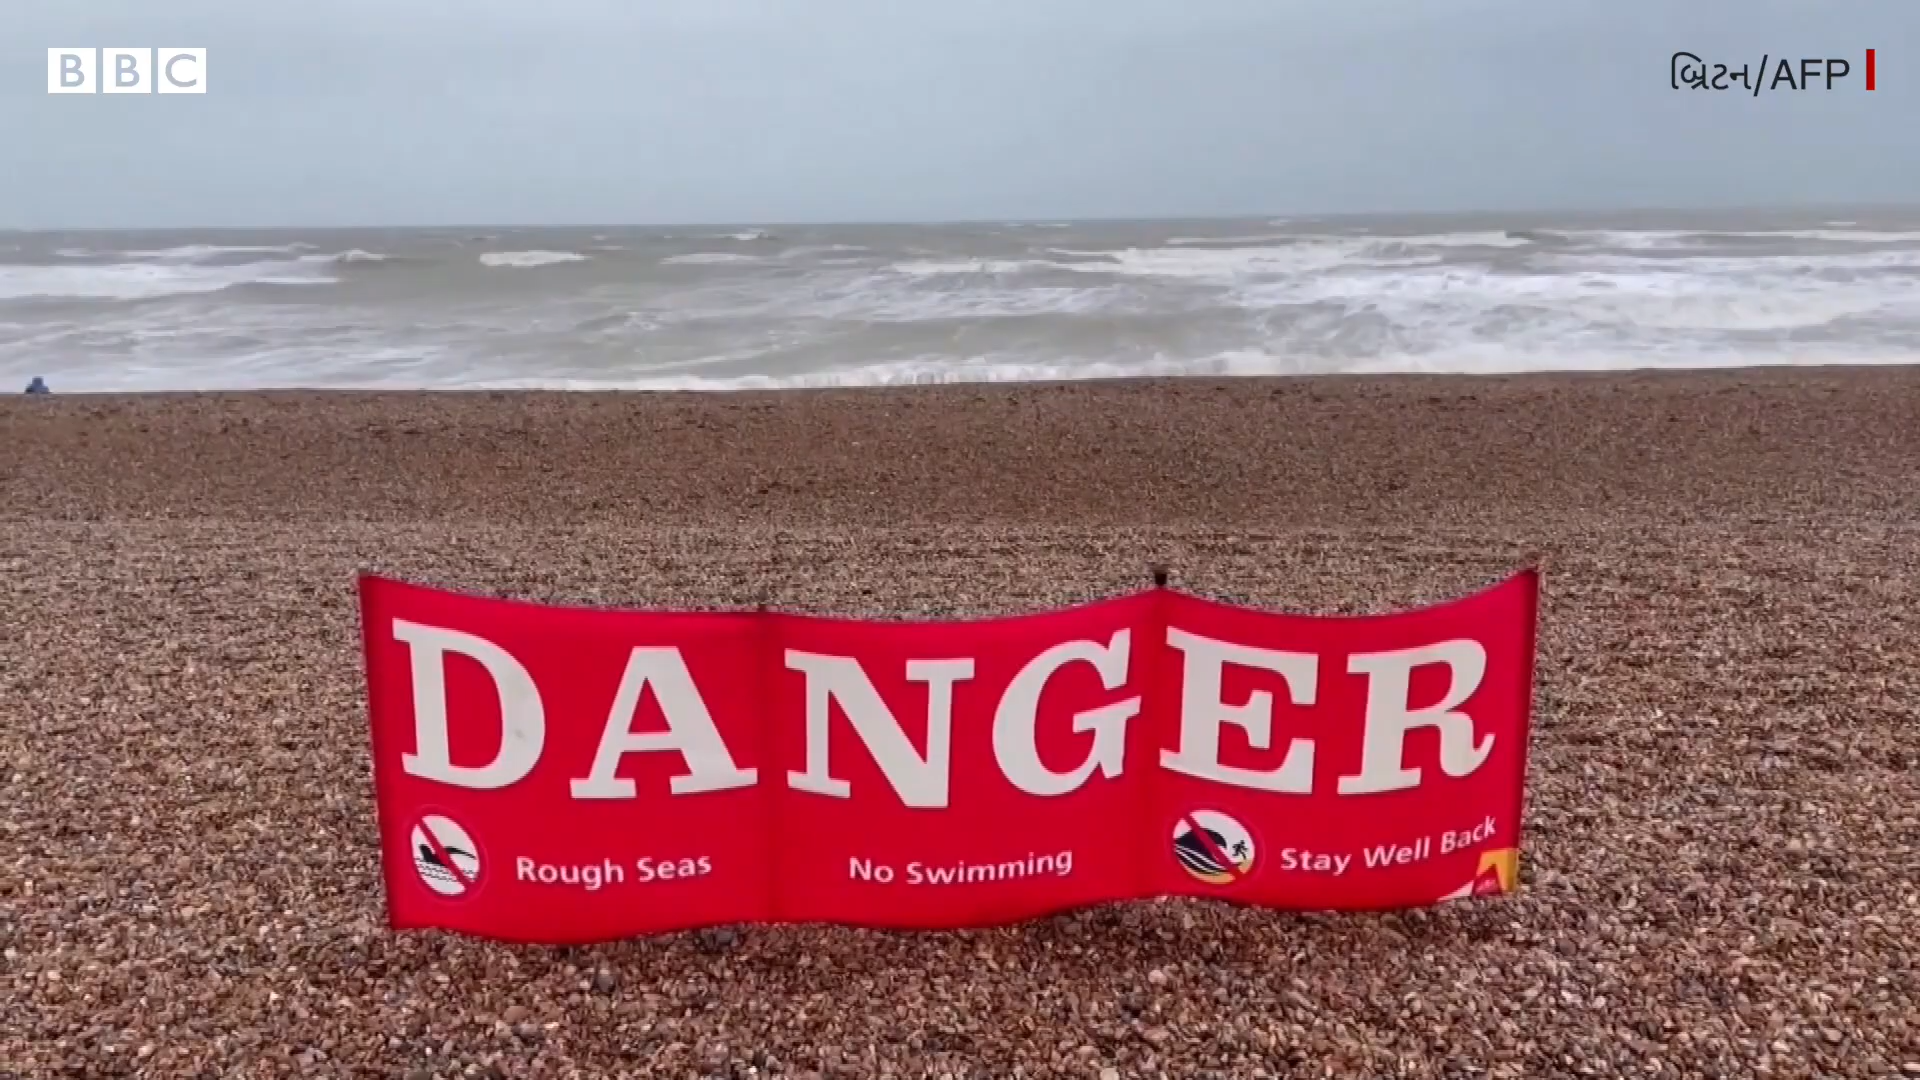 BBC
બ્રિટન/AFP
DANGER
Rough Seas
No Swimming
Stay Well Back